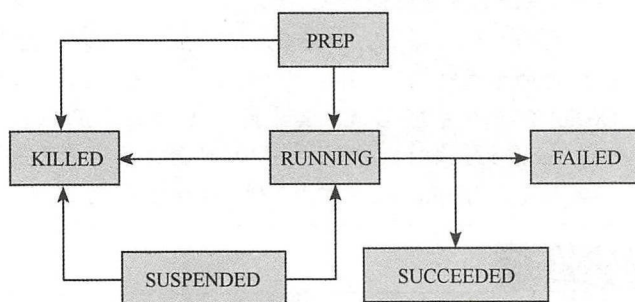 PREP
KILLED
RUNNING
FAILED
SUSPENDED
SUCCEEDED